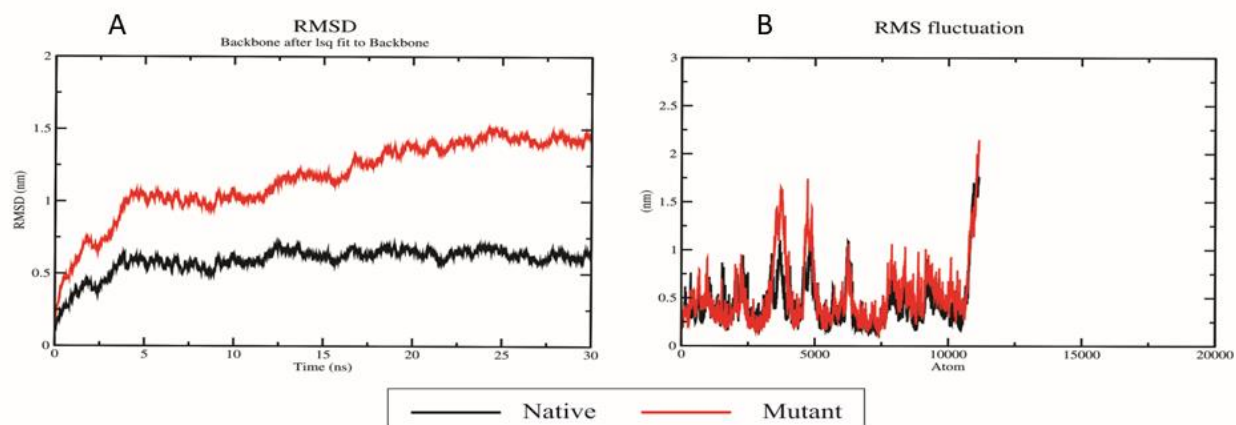 A
RMSD
Backbone after lsq fit to Backbone
2
1.5
1
0.5
0
RMSD (nm)
0 5 10 15 20 25 30
Time (ns)
B
RMS fluctuation
3
2.5
2
1.5
1
0.5
0
(nm)
0 5000 10000 15000 20000
Atom
Native Mutant